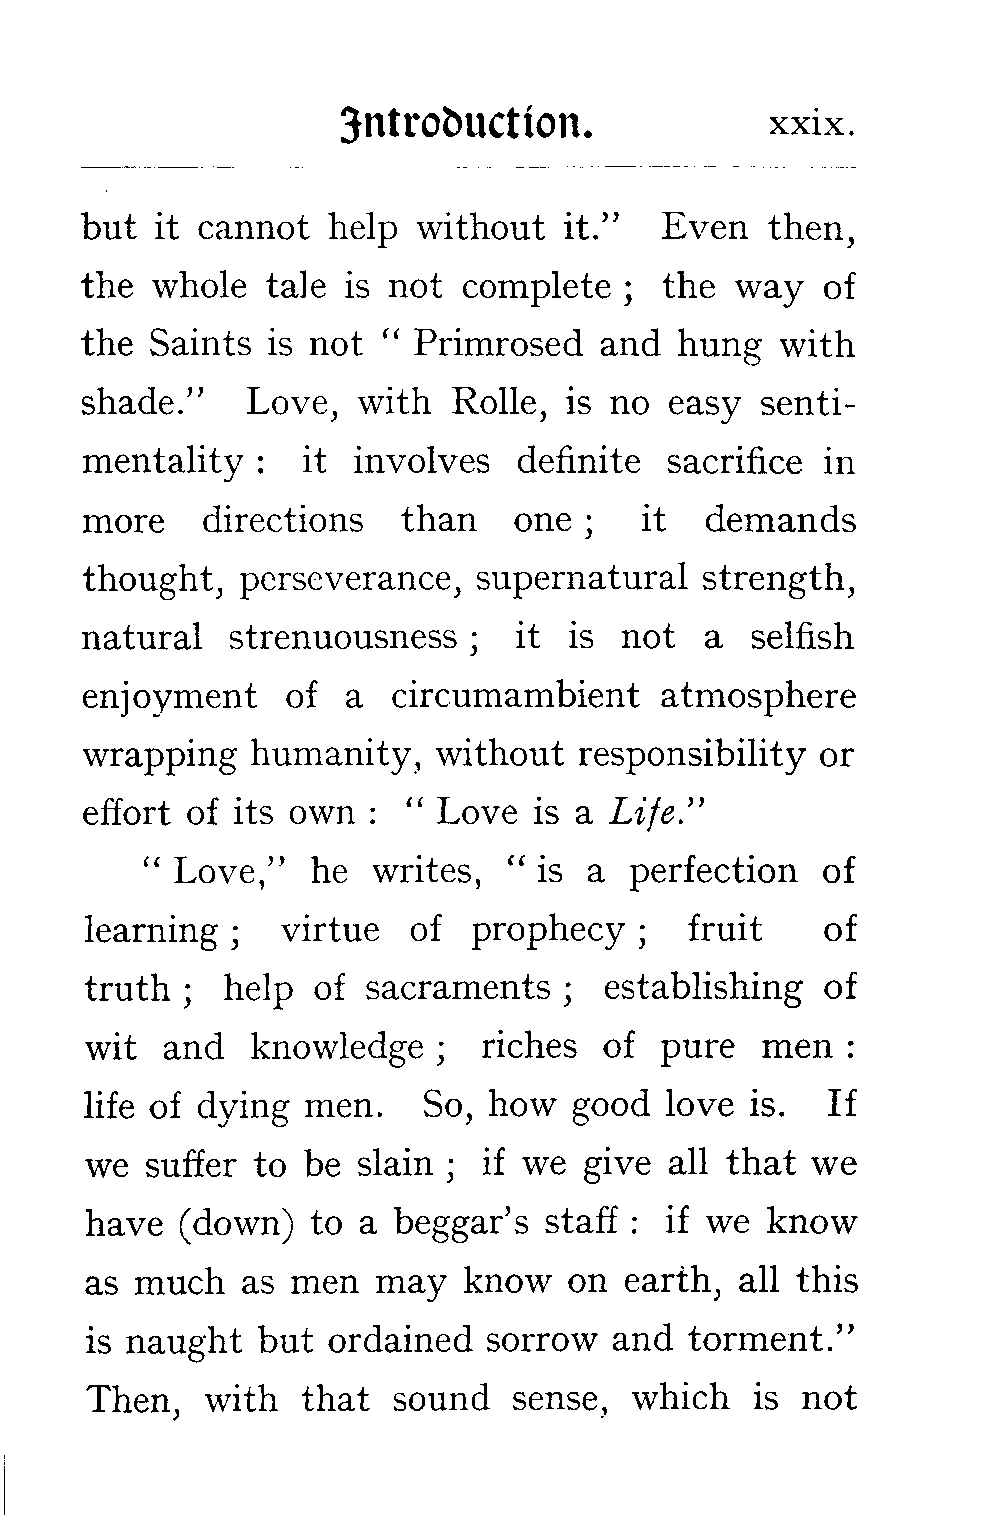 Introduction. xxix.
but it cannot help without it.” Even then,
the whole tale is not complete ; the way of
the Saints is not “ Primrosed and hung with
shade.” Love, with Rolle, is no easy senti-
mentality : it involves definite sacrifice in
more directions than one ; it demands
thought, perseverance, supernatural strength,
natural strenuousness ; it is not a selfish
enjoyment of a circumambient atmosphere
wrapping humanity, without responsibility or
effort of its own : “ Love is a Life.”
“ Love,” he writes, “ is a perfection of
learning ; virtue of prophecy ; fruit of
truth ; help of sacraments ; establishing of
wit and knowledge ; riches of pure men :
life of dying men. So, how good love is. If
we suffer to be slain ; if we give all that we
have (down) to a beggar’s staff : if we know
as much as men may know on earth, all this
is naught but ordained sorrow and torment.”
Then, with that sound sense, which is not